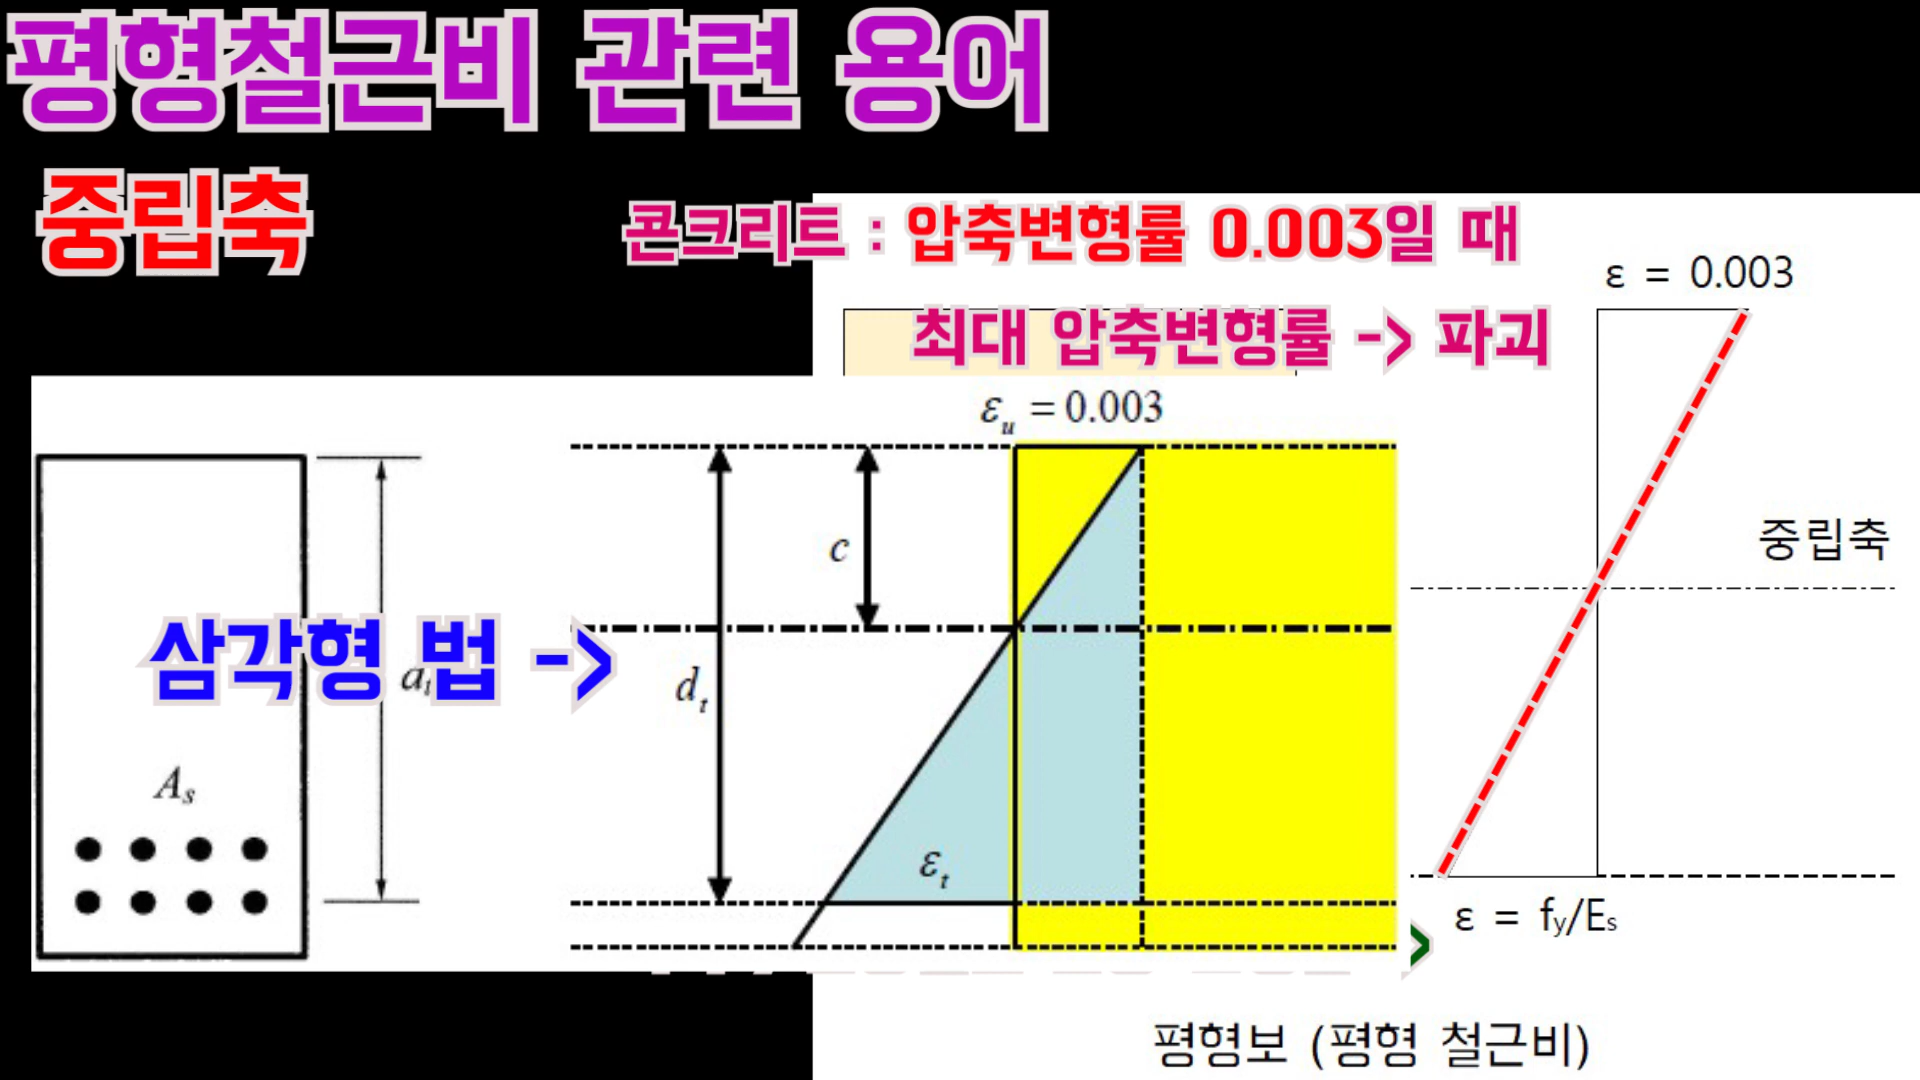 평형철근비 관련 용어
중립축
콘크리트 : 압축변형률 0.003일 때
최대 압축변형률 -> 파괴
ε = 0.003
εu = 0.003
c
중립축
삼각형 법 ->
at
dt
As
εt
ε = fy/Es
평형보 (평형 철근비)